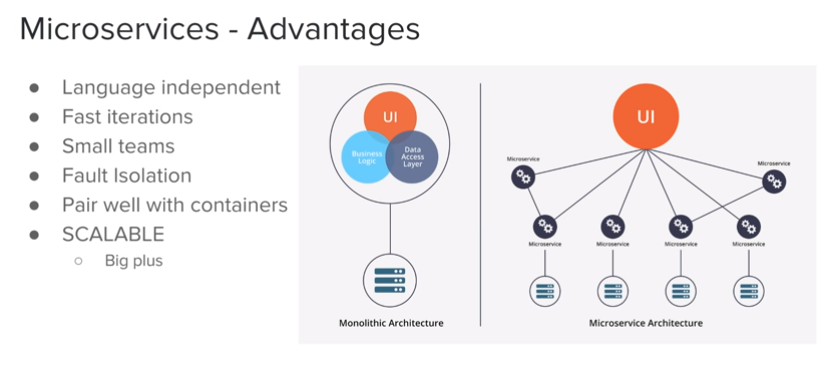 Microservices - Advantages
● Language independent
● Fast iterations
● Small teams
● Fault Isolation
● Pair well with containers
● SCALABLE
○ Big plus
UI
Business
Logic
Data
Access
Layer
Monolithic Architecture
UI
Microservice
Microservice
Microservice
Microservice
Microservice
Microservice
Microservice Architecture